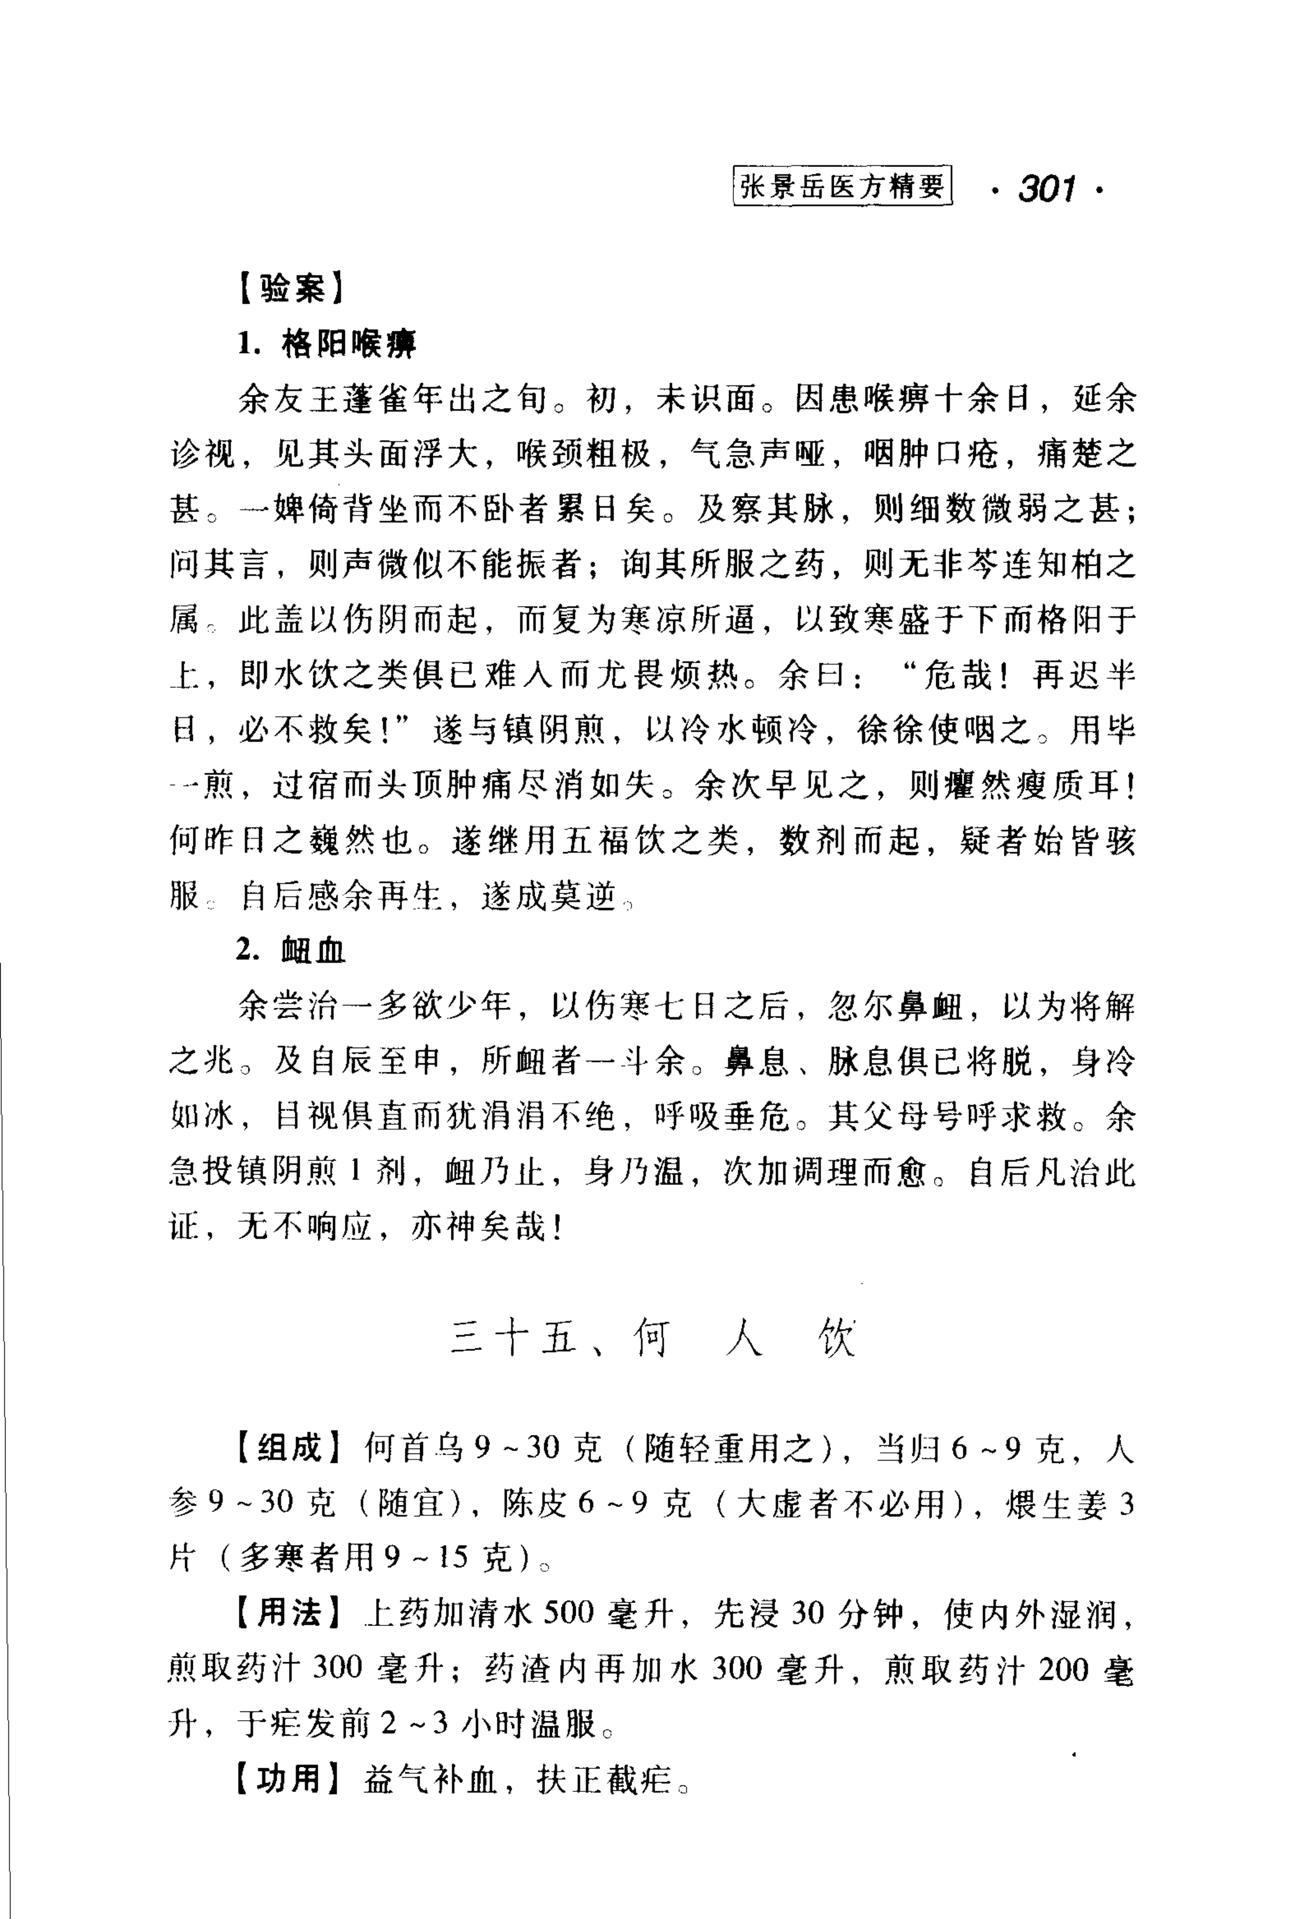 张景岳医方精要 ·301·
【验案】
1. 格阳喉痹
余友王蓬雀年出之旬。初，未识面。因患喉痹十余日，延余
诊视，见其头面浮大，喉颈粗极，气急声哑，咽肿口疮，痛楚之
甚。一婢倚背坐而不卧者累日矣。及察其脉，则细数微弱之甚；
问其言，则声微似不能振者；询其所服之药，则无非芩连知柏之
属。此盖以伤阴而起，而复为寒凉所逼，以致寒盛于下而格阳于
上，即水饮之类俱已难人而尤畏烦热。余曰：“危哉！再迟半
日，必不救矣！”遂与镇阴煎，以冷水顿冷，徐徐使咽之。用毕
一煎，过宿而头顶肿痛尽消如失。余次早见之，则癯然瘦质耳！
何昨日之巍然也。遂继用五福饮之类，数剂而起，疑者始皆骇
服。自后感余再生，遂成莫逆。
2. 衄血
余尝治一多欲少年，以伤寒七日之后，忽尔鼻衄，以为将解
之兆。及自辰至申，所衄者一斗余。鼻息、脉息俱已将脱，身冷
如冰，目视俱直而犹涓涓不绝，呼吸垂危。其父母号呼求救。余
急投镇阴煎1剂，衄乃止，身乃温，次加调理而愈。自后凡治此
证，无不响应，亦神矣哉！
三十五、何 人 饮
【组成】何首乌9~30克（随轻重用之），当归6~9克，人
参9~30克（随宜），陈皮6~9克（大虚者不必用），煨生姜3
片（多寒者用9~15克）。
【用法】上药加清水500毫升，先浸30分钟，使内外湿润，
煎取药汁300毫升；药渣内再加水300毫升，煎取药汁200毫
升，于疟发前2~3小时温服。
【功用】益气补血，扶正截疟。